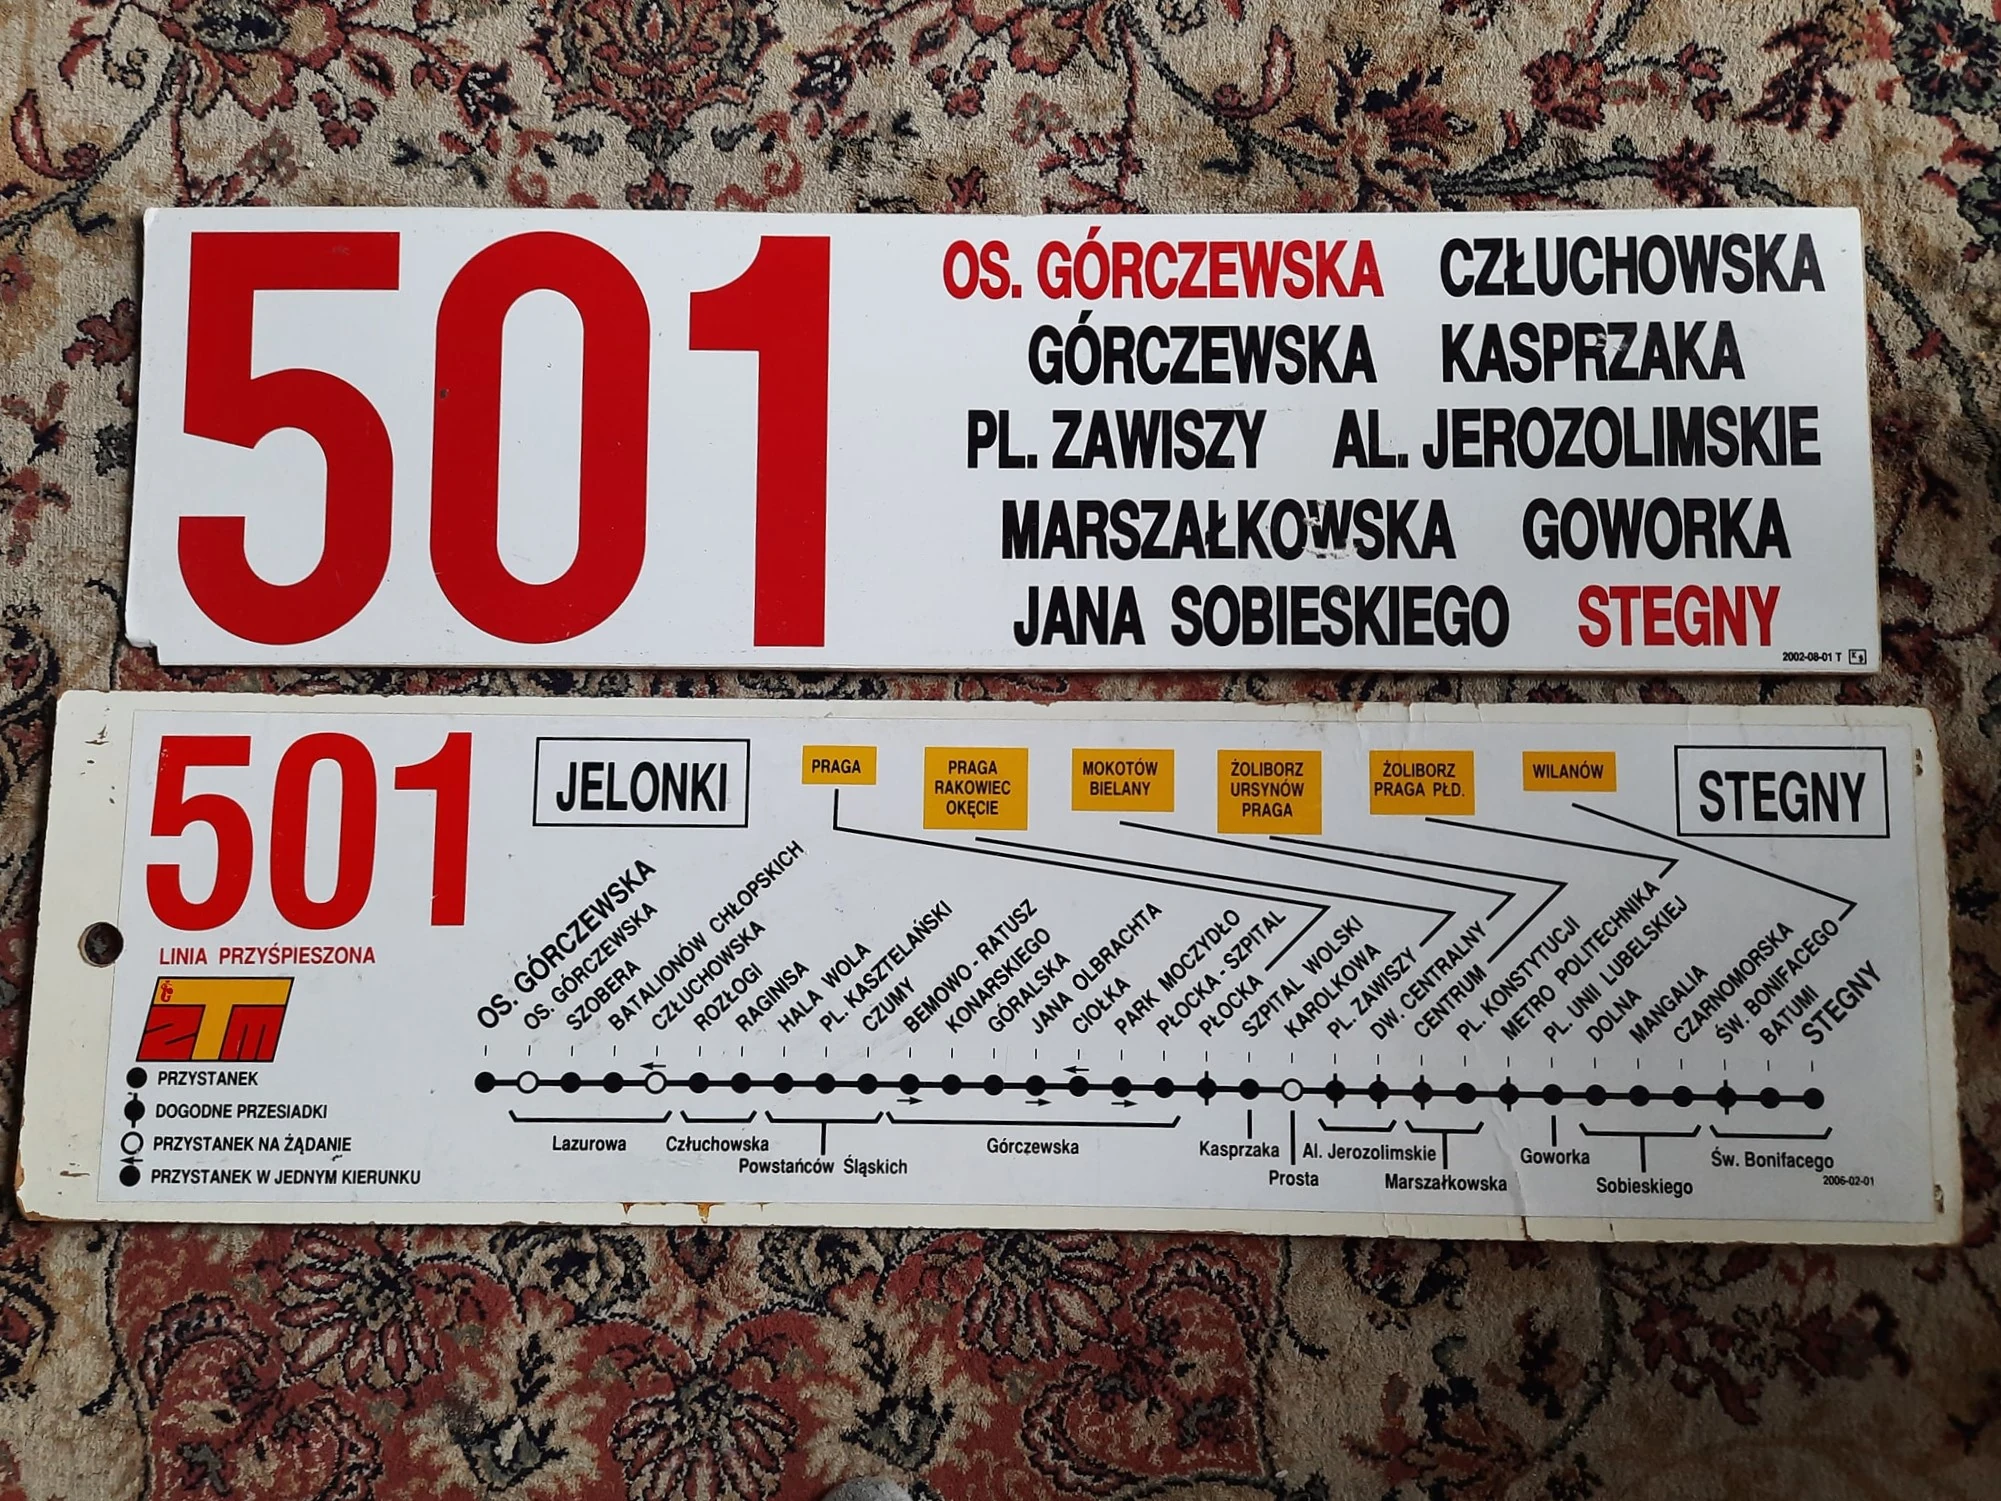 501
OS. GÓRCZEWSKA CZŁUCHOWSKA
GÓRCZEWSKA KASPRZAKA
PL. ZAWISZY AL. JEROZOLIMSKIE
MARSZAŁKOWSKA GOWORKA
JANA SOBIESKIEGO STEGNY
2002-08-01 T
501
LINIA PRZYŚPIESZONA
ZTM
PRZYSTANEK
DOGODNE PRZESIADKI
PRZYSTANEK NA ŻĄDANIE
PRZYSTANEK W JEDNYM KIERUNKU
JELONKI
PRAGA
PRAGA
RAKOWIEC
OKĘCIE
MOKOTÓW
BIELANY
ŻOLIBORZ
URSYNÓW
PRAGA
ŻOLIBORZ
PRAGA PŁD.
WILANÓW
STEGNY
OS. GÓRCZEWSKA
OS. GÓRCZEWSKA
SZOBERA
BATALIONÓW CHŁOPSKICH
CZŁUCHOWSKA
ROZŁOGI
RAGINISA
HALA WOLA
PL. KASZTELAŃSKI
CZUMY
BEMOWO - RATUSZ
KONARSKIEGO
GÓRALSKA
JANA OLBRACHTA
CIOŁKA
PARK MOCZYDŁO
PŁOCKA - SZPITAL
PŁOCKA
SZPITAL WOLSKI
KAROLKOWA
PL. ZAWISZY
DW. CENTRALNY
CENTRUM
PL. KONSTYTUCJI
METRO POLITECHNIKA
PL. UNII LUBELSKIEJ
DOLNA
MANGALIA
CZARNOMORSKA
ŚW. BONIFACEGO
BATUMI
STEGNY
Lazurowa
Człuchowska
Powstańców Śląskich
Górczewska
Kasprzaka
Prosta
Al. Jerozolimskie
Marszałkowska
Goworka
Sobieskiego
Św. Bonifacego
2006-02-01